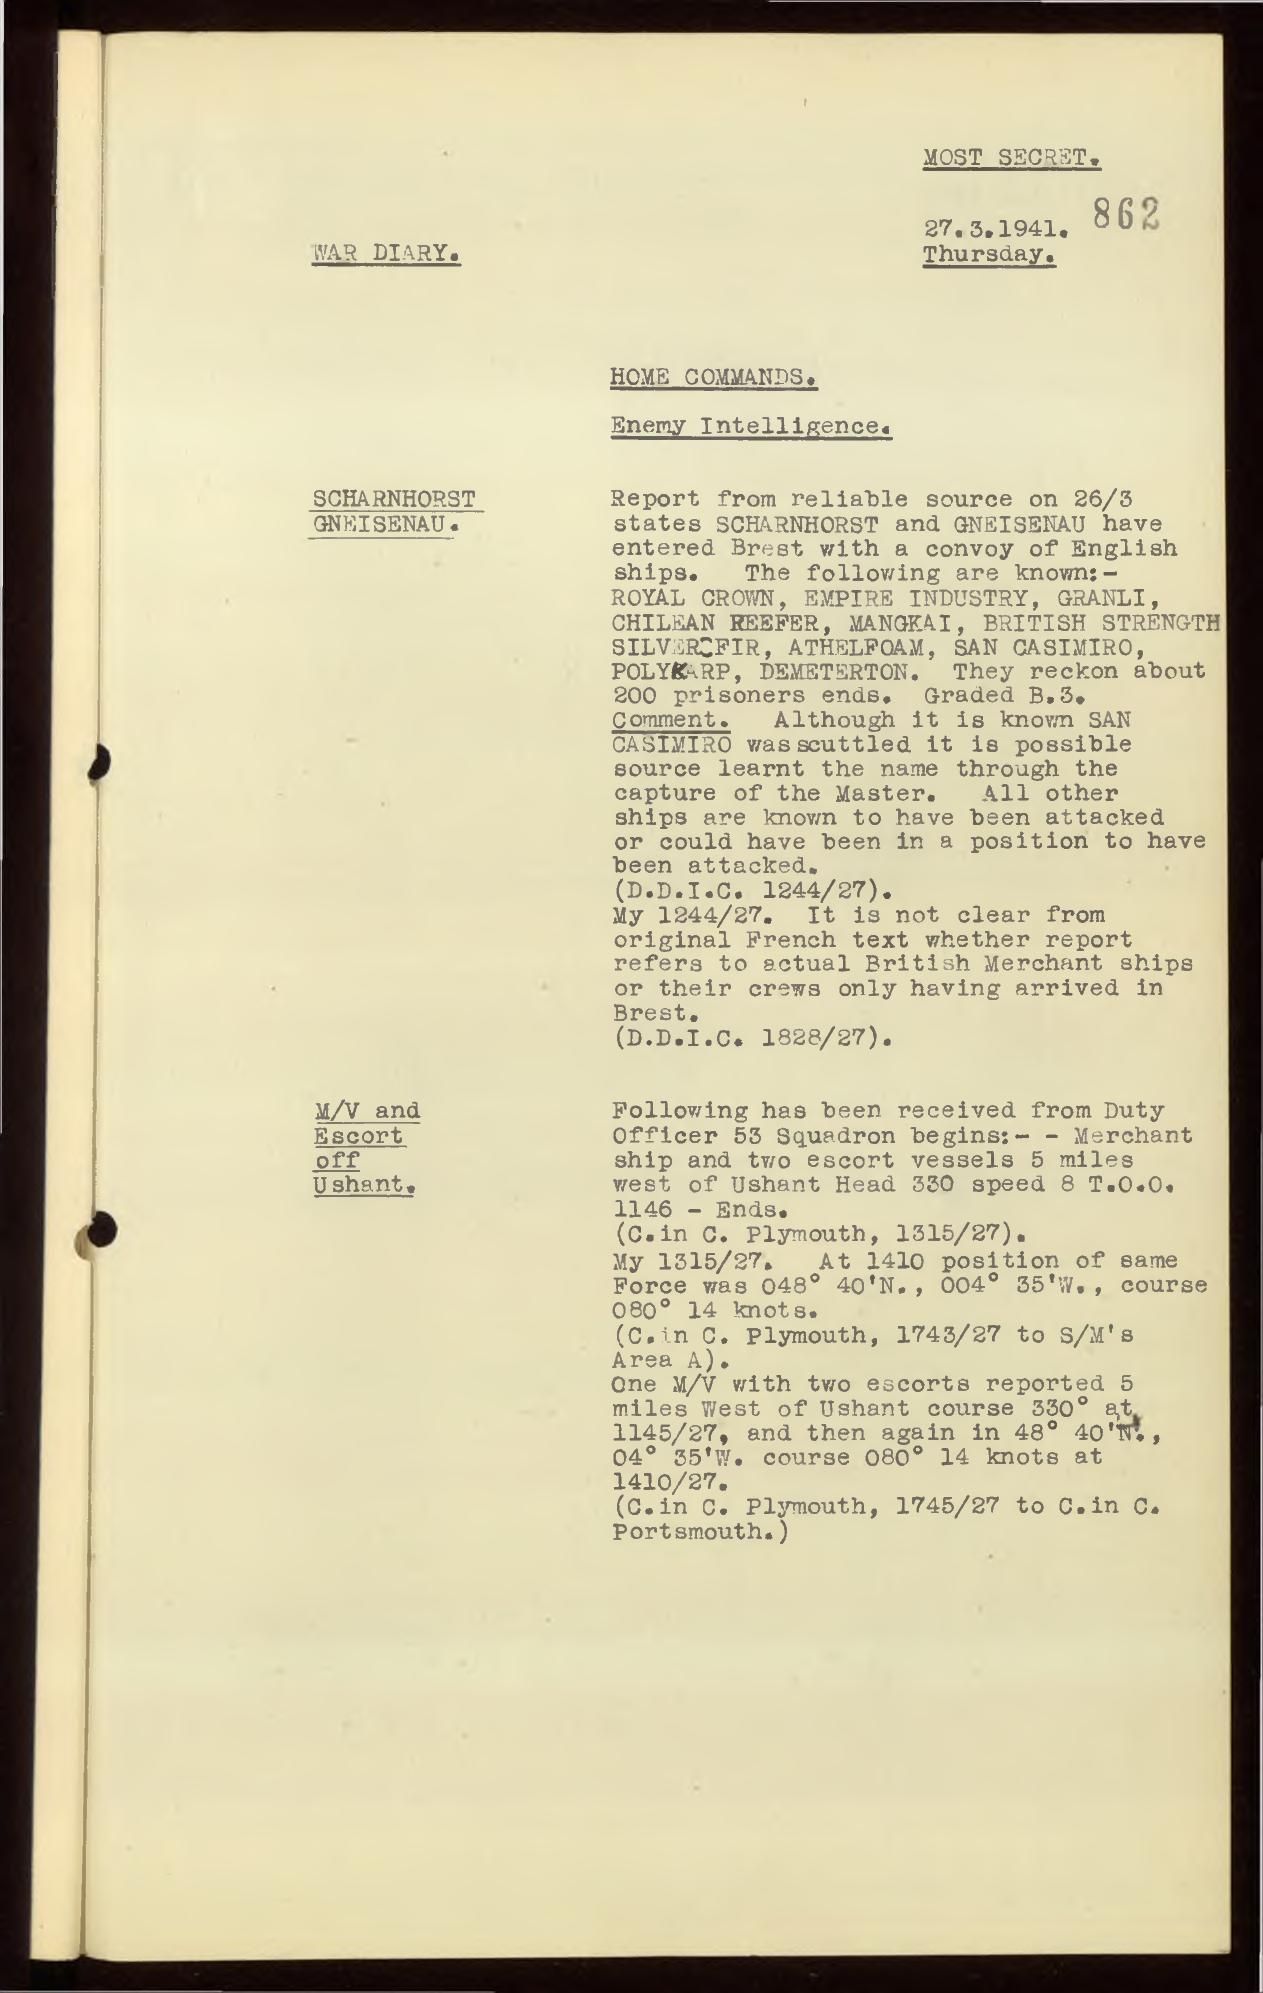 MOST SECRET.
862
27.3.1941.
WAR DIARY.
Thursday.
HOME COMMANDS.
Enemy Intelligence.
SCHARNHORST
GNEISENAU.
Report from reliable source on 26/3
states SCHARNHORST and GNEISENAU have
entered Brest with a convoy of English
ships. The following are known:-
ROYAL CROWN, EMPIRE INDUSTRY, GRANLI,
CHILEAN REEFER, MANGKAI, BRITISH STRENGTH
SILVER-FIR, ATHELFOAM, SAN CASIMIRO,
POLYKARP, DEMETERTON. They reckon about
200 prisoners ends. Graded B.3.
Comment. Although it is known SAN
CASIMIRO was scuttled it is possible
source learnt the name through the
capture of the Master. All other
ships are known to have been attacked
or could have been in a position to have
been attacked.
(D.D.I.C. 1244/27).
My 1244/27. It is not clear from
original French text whether report
refers to actual British Merchant ships
or their crews only having arrived in
Brest.
(D.D.I.C. 1828/27).
M/V and
Escort
off
Ushant.
Following has been received from Duty
Officer 53 Squadron begins:- - Merchant
ship and two escort vessels 5 miles
west of Ushant Head 330 speed 8 T.O.O.
1146 - Ends.
(C.in C. Plymouth, 1315/27).
My 1315/27. At 1410 position of same
Force was 048° 40'N., 004° 35'W., course
080° 14 knots.
(C.in C. Plymouth, 1743/27 to S/M's
Area A).
One M/V with two escorts reported 5
miles West of Ushant course 330° at
1145/27, and then again in 48° 40'N.,
04° 35'W. course 080° 14 knots at
1410/27.
(C.in C. Plymouth, 1745/27 to C.in C.
Portsmouth.)